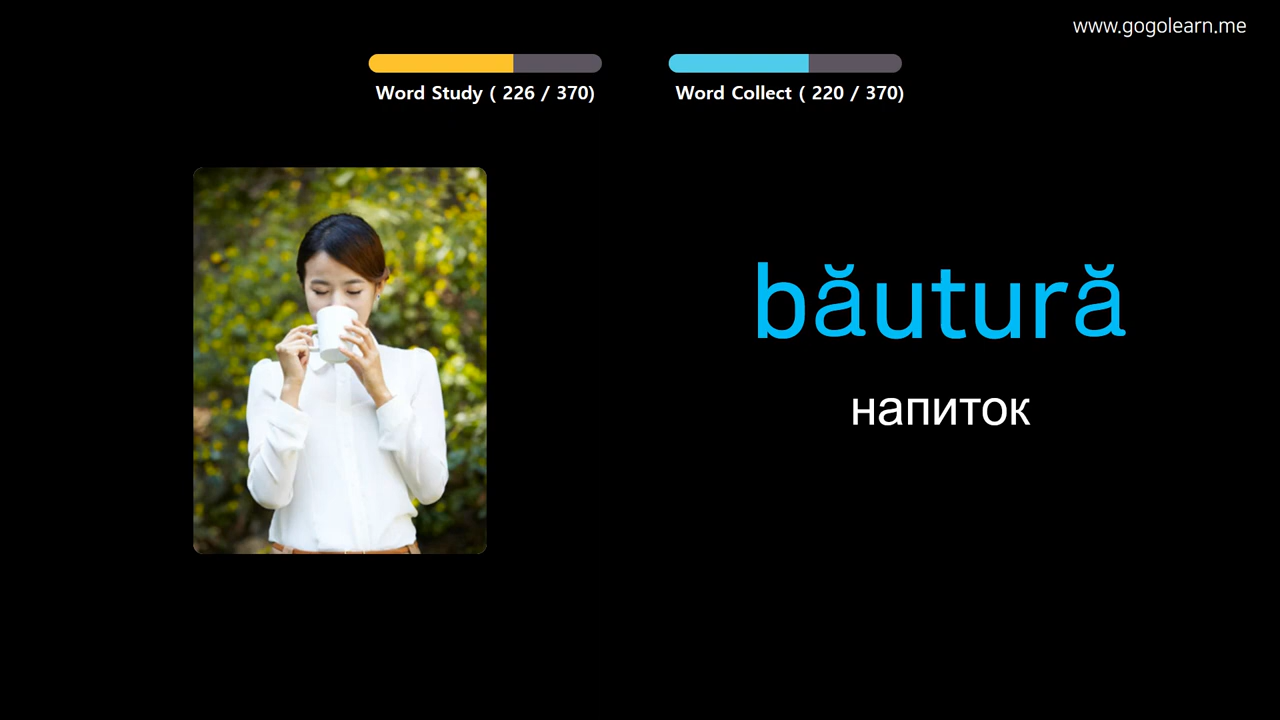 www.gogolearn.me
Word Study ( 226 / 370)
Word Collect ( 220 / 370)
băutură
напиток